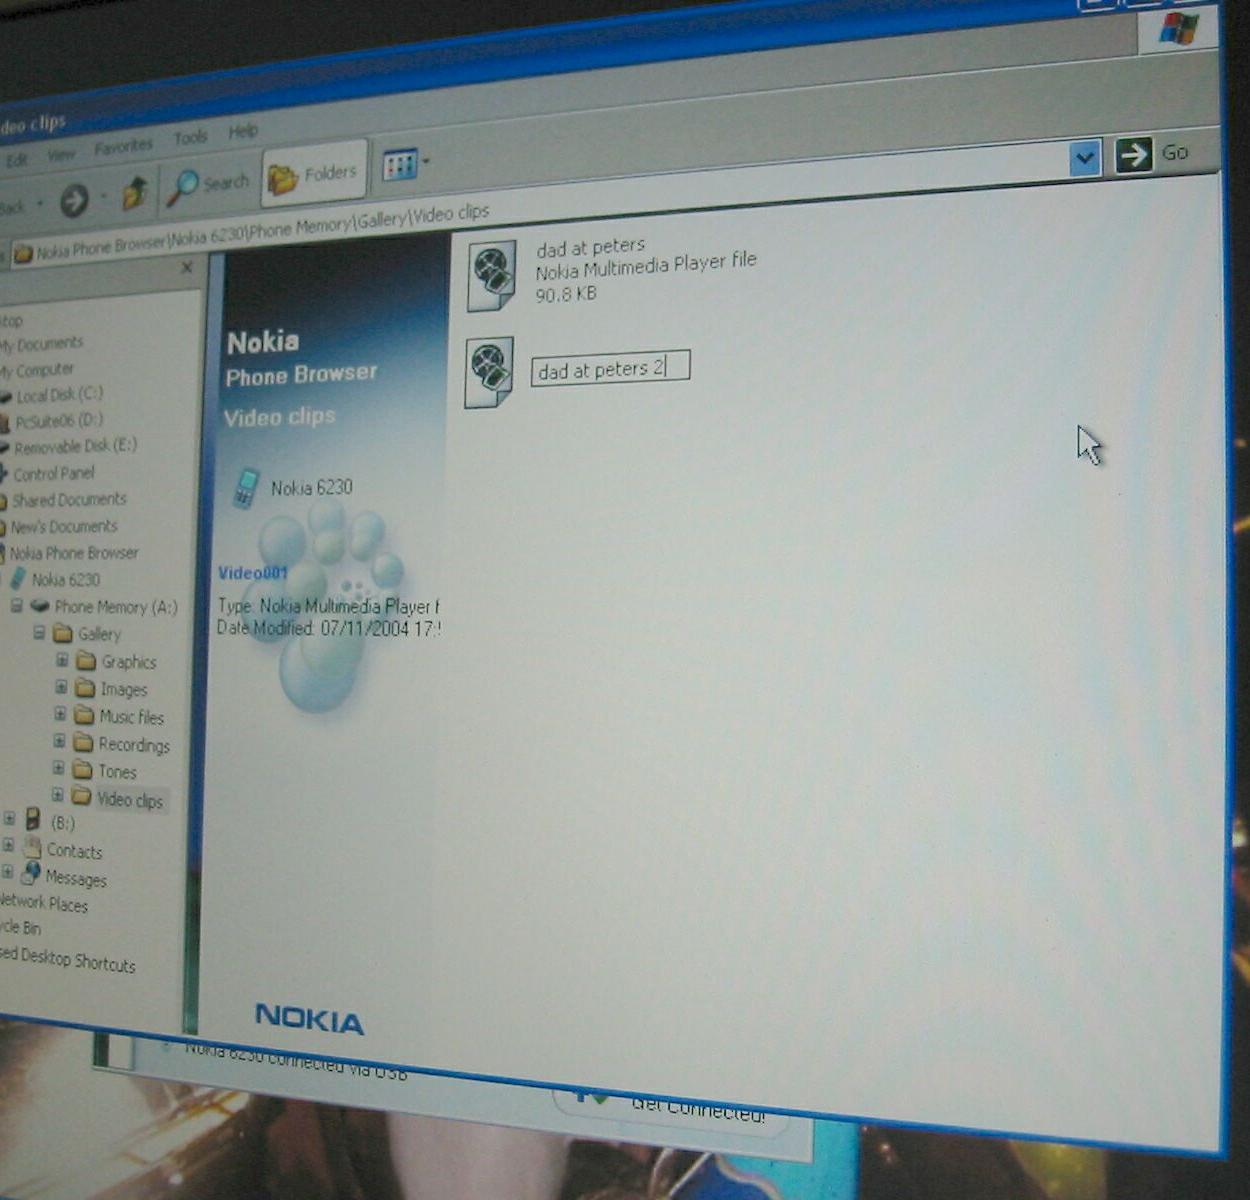 deo clips
Edit View Favorites Tools Help
Back Search Folders
Nokia Phone Browser\Nokia 6230\Phone Memory\Gallery\Video clips
Go
top
My Documents
My Computer
Local Disk (C:)
PcSuite06 (D:)
Removable Disk (E:)
Control Panel
Shared Documents
New's Documents
Nokia Phone Browser
Nokia 6230
Phone Memory (A:)
Gallery
Graphics
Images
Music files
Recordings
Tones
Video clips
(B:)
Contacts
Messages
Network Places
ycle Bin
sed Desktop Shortcuts
Nokia
Phone Browser
Video clips
Nokia 6230
Video001
Type: Nokia Multimedia Player f
Date Modified: 07/11/2004 17:
NOKIA
dad at peters
Nokia Multimedia Player file
90.8 KB
dad at peters 2
Nokia 6230 connected via USB
Get Connected!